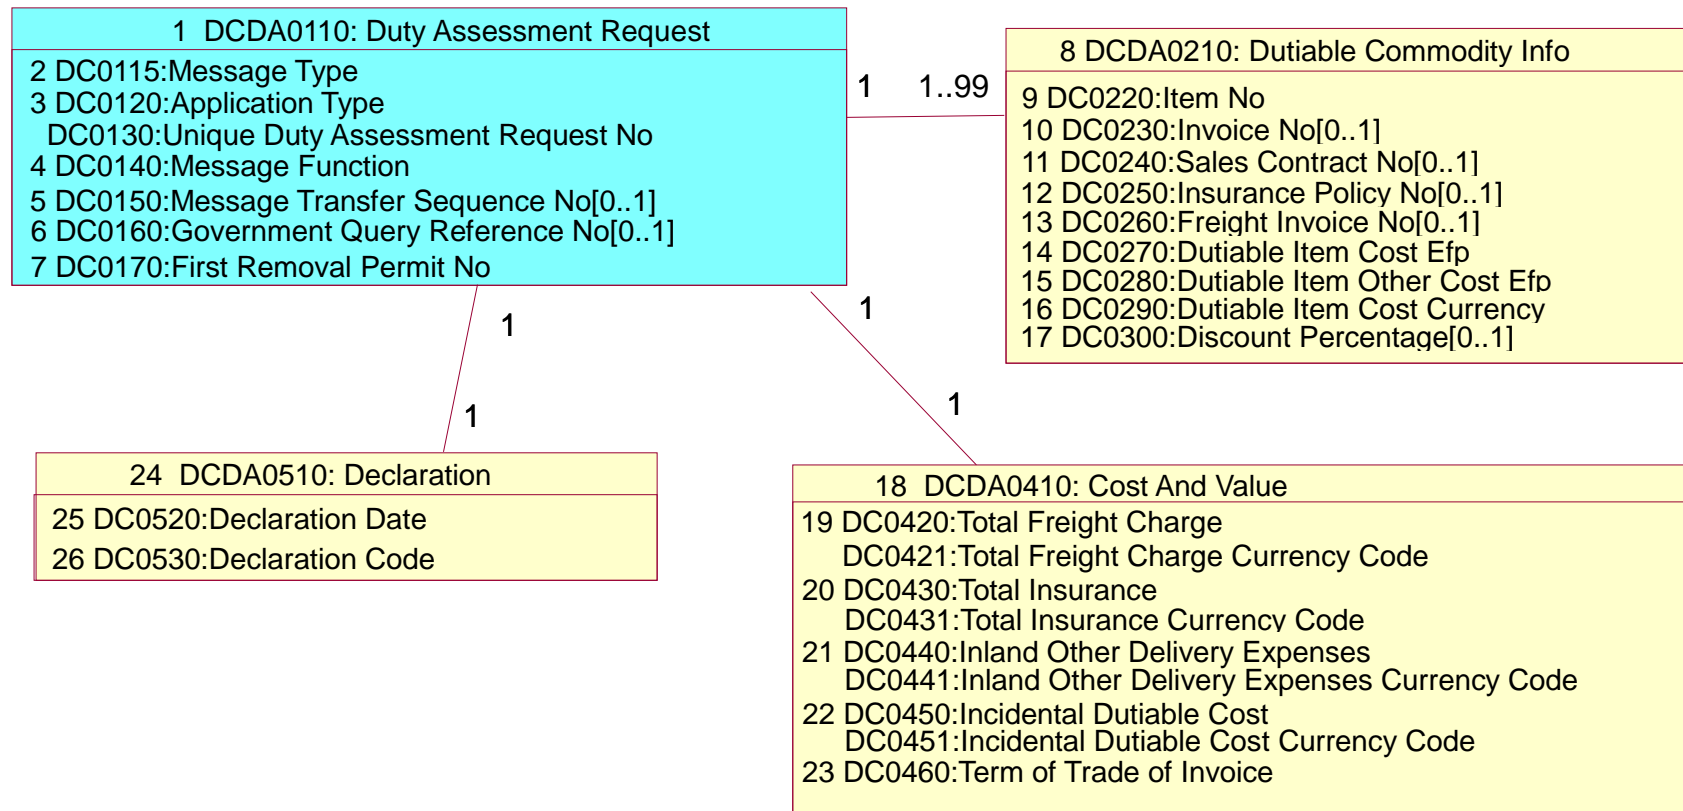 1 DCDA0110: Duty Assessment Request
2 DC0115:Message Type
3 DC0120:Application Type
DC0130:Unique Duty Assessment Request No
4 DC0140:Message Function
5 DC0150:Message Transfer Sequence No[0..1]
6 DC0160:Government Query Reference No[0..1]
7 DC0170:First Removal Permit No
1 1..99
8 DCDA0210: Dutiable Commodity Info
9 DC0220:Item No
10 DC0230:Invoice No[0..1]
11 DC0240:Sales Contract No[0..1]
12 DC0250:Insurance Policy No[0..1]
13 DC0260:Freight Invoice No[0..1]
14 DC0270:Dutiable Item Cost Efp
15 DC0280:Dutiable Item Other Cost Efp
16 DC0290:Dutiable Item Cost Currency
17 DC0300:Discount Percentage[0..1]
1
1
1
1
24 DCDA0510: Declaration
25 DC0520:Declaration Date
26 DC0530:Declaration Code
18 DCDA0410: Cost And Value
19 DC0420:Total Freight Charge
DC0421:Total Freight Charge Currency Code
20 DC0430:Total Insurance
DC0431:Total Insurance Currency Code
21 DC0440:Inland Other Delivery Expenses
DC0441:Inland Other Delivery Expenses Currency Code
22 DC0450:Incidental Dutiable Cost
DC0451:Incidental Dutiable Cost Currency Code
23 DC0460:Term of Trade of Invoice